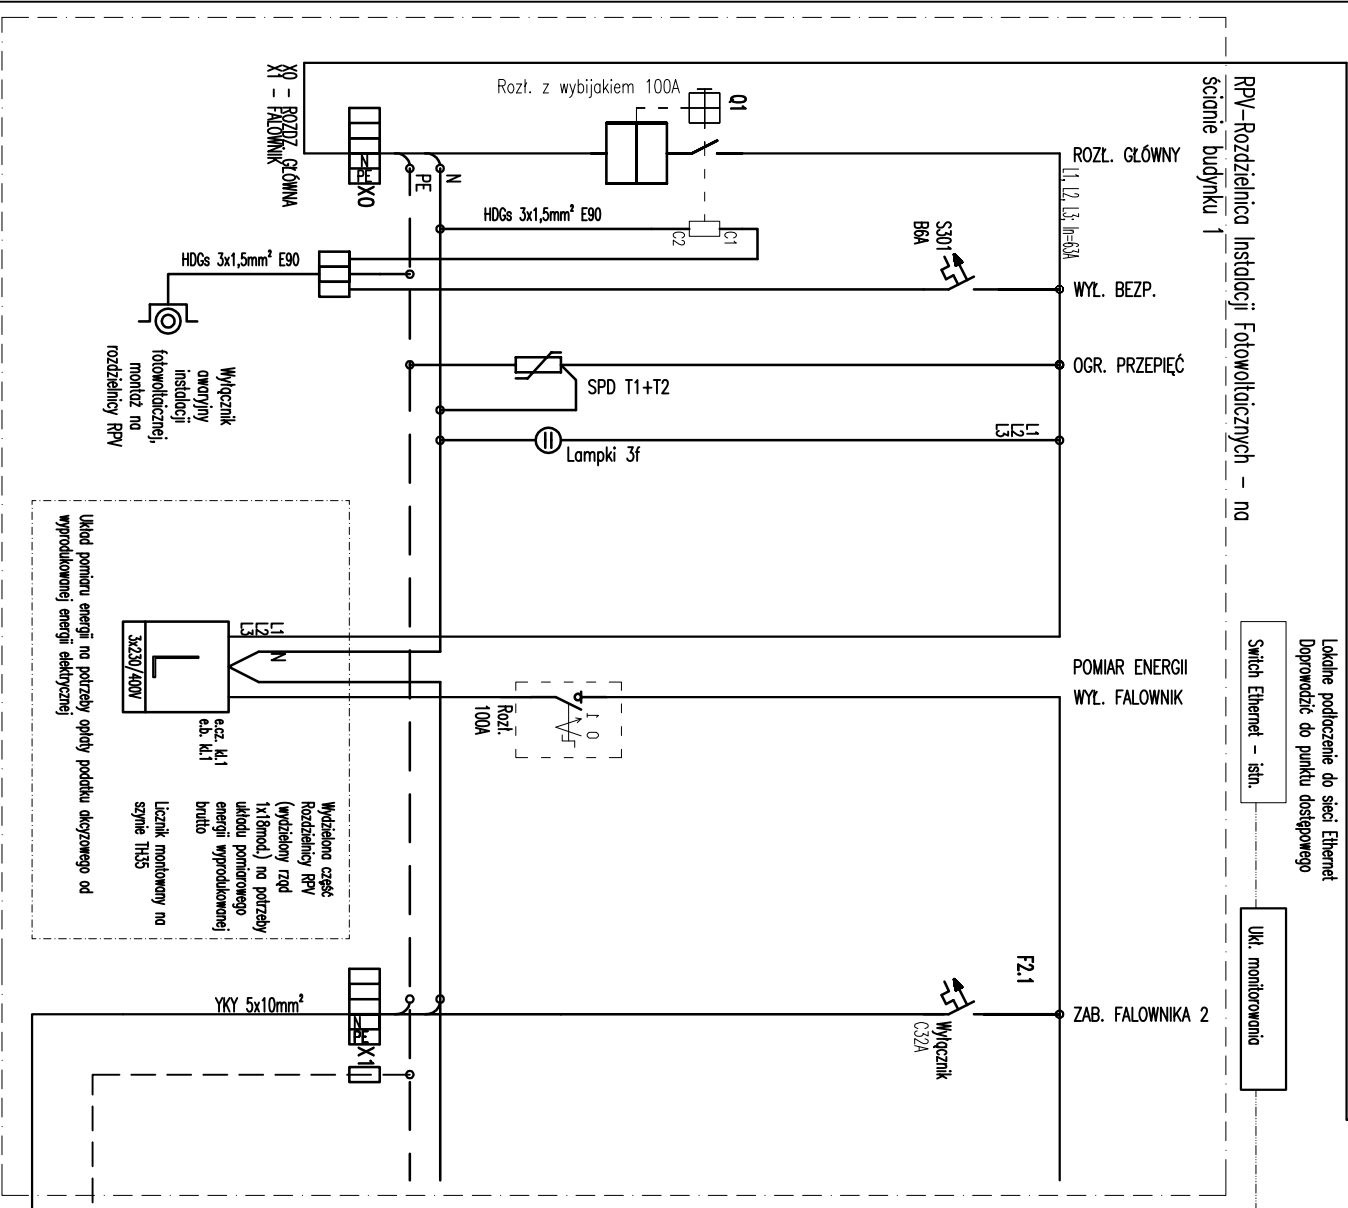 RPV-Rozdzielnica Instalacji Fotowoltaicznych - na
ścianie budynku 1
Lokalne podłaczenie do sieci Ethernet
Doprowadzić do punktu dostępowego
Switch Ethernet - istn.
Ukł. monitorowania
ROZŁ. GŁÓWNY
WYŁ. BEZP.
OGR. PRZEPIĘĆ
POMIAR ENERGII
WYŁ. FALOWNIK
ZAB. FALOWNIKA 2
L1, L2, L3; In=63A
Rozł. z wybijakiem 100A
Q1
X0 - ROZDZ. GŁÓWNA
X1 - FALOWNIK
N
PE
X0
PE
N
HDGs 3x1,5mm² E90
C1
C2
S301
B6A
HDGs 3x1,5mm² E90
Wyłącznik
awaryjny
instalacji
fotowoltaicznej,
montaż na
rozdzielnicy RPV
SPD T1+T2
Lampki 3f
L1
L2
L3
L1
L2
L3
N
L
3x230/400V
e.cz. kl.1
e.b. kl.1
Rozł.
100A
I
O
Układ pomiaru energii na potrzeby opłaty podatku akcyzowego od
wyprodukowanej energii elektrycznej
Wydzielona część
Rozdzielnicy RPV
(wydzielony rząd
1x18mod.) na potrzeby
układu pomiarowego
energii wyprodukowanej
brutto
Licznik montowany na
szynie TH35
F2.1
Wyłącznik
C32A
YKY 5x10mm²
N
PE
X1